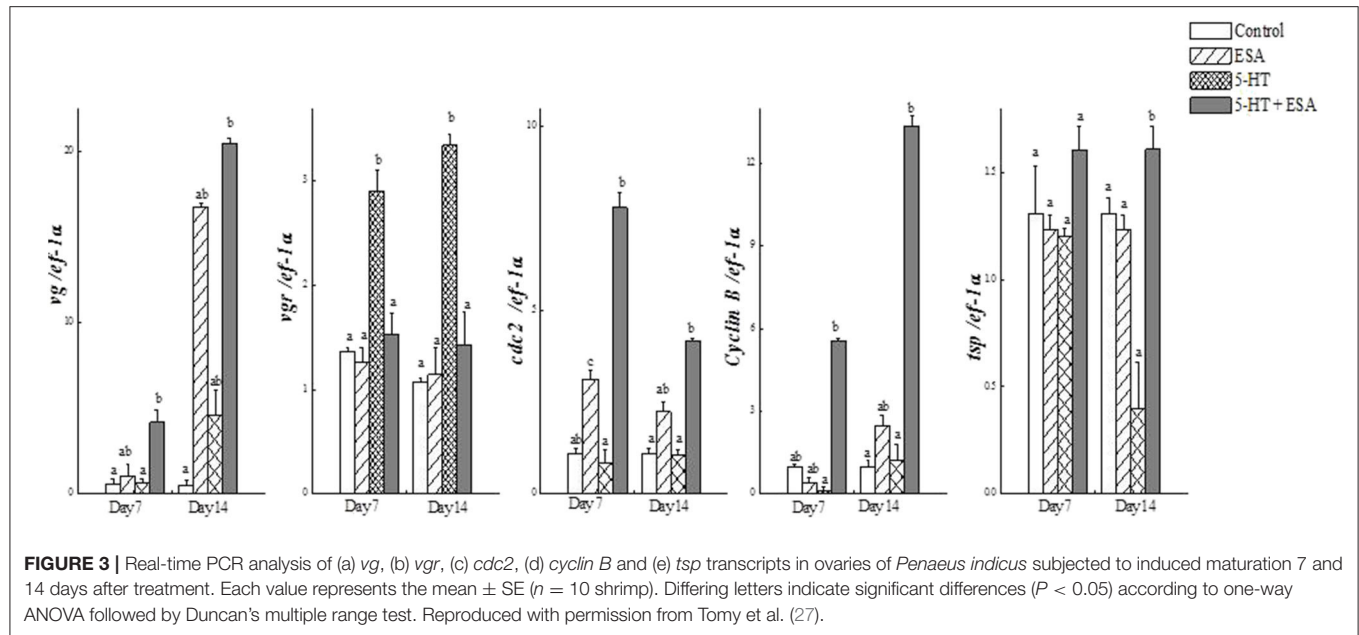 Control
ESA
5-HT
5-HT+ESA
vg /ef-1α
20
10
0
a
ab
a
b
a
ab
ab
b
Day7
Day14
vgr/ef-1α
3
2
1
0
a
a
b
a
a
a
b
a
Day7
Day14
cdc2 /ef-1α
10
5
0
ab
c
a
b
a
ab
a
b
Day7
Day14
Cyclin B /ef-1α
12
9
6
3
0
ab
ab
a
b
a
ab
a
b
Day7
Day14
tsp /ef-1α
1.5
1.0
0.5
0.0
a
a
a
a
a
a
a
b
Day7
Day14
FIGURE 3 | Real-time PCR analysis of (a) vg, (b) vgr, (c) cdc2, (d) cyclin B and (e) tsp transcripts in ovaries of Penaeus indicus subjected to induced maturation 7 and
14 days after treatment. Each value represents the mean ± SE (n = 10 shrimp). Differing letters indicate significant differences (P < 0.05) according to one-way
ANOVA followed by Duncan's multiple range test. Reproduced with permission from Tomy et al. (27).